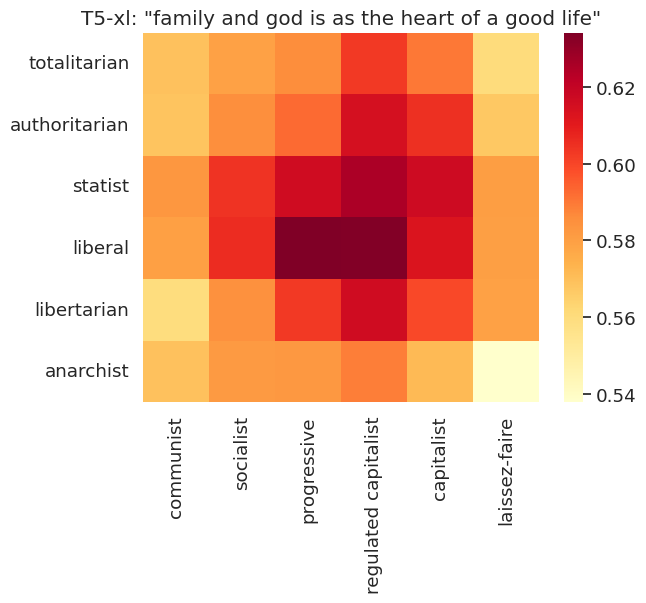 T5-xl: "family and god is as the heart of a good life"
totalitarian
authoritarian
statist
liberal
libertarian
anarchist
communist
socialist
progressive
regulated capitalist
capitalist
laissez-faire
0.62
0.60
0.58
0.56
0.54